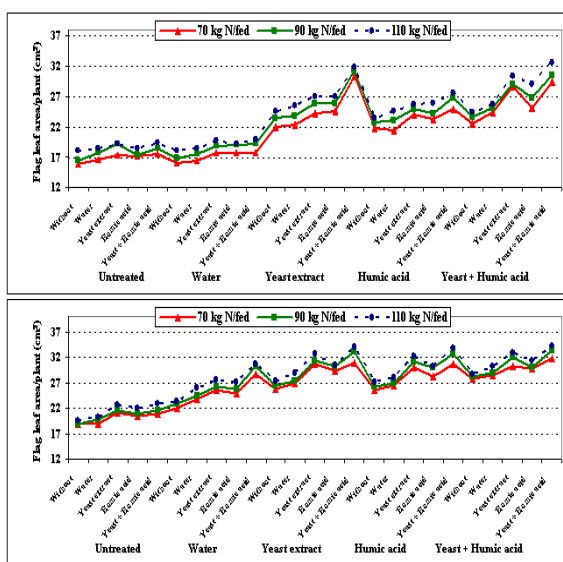 70 kg N/fed 90 kg N/fed 110 kg N/fed
Flag leaf area/plant (cm²)
37
32
27
22
17
12
Without Water Yeast extract Humic acid Yeast + Humic acid Without Water Yeast extract Humic acid Yeast + Humic acid Without Water Yeast extract Humic acid Yeast + Humic acid Without Water Yeast extract Humic acid Yeast + Humic acid Without Water Yeast extract Humic acid Yeast + Humic acid
Untreated Water Yeast extract Humic acid Yeast + Humic acid
70 kg N/fed 90 kg N/fed 110 kg N/fed
Flag leaf area/plant (cm²)
37
32
27
22
17
12
Without Water Yeast extract Humic acid Yeast + Humic acid Without Water Yeast extract Humic acid Yeast + Humic acid Without Water Yeast extract Humic acid Yeast + Humic acid Without Water Yeast extract Humic acid Yeast + Humic acid Without Water Yeast extract Humic acid Yeast + Humic acid
Untreated Water Yeast extract Humic acid Yeast + Humic acid